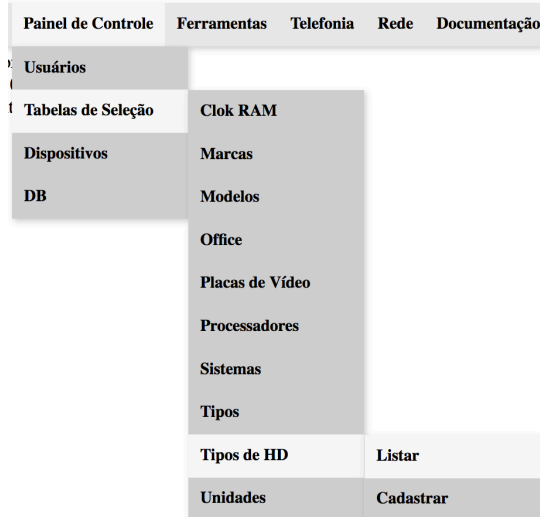 Painel de Controle Ferramentas Telefonia Rede Documentação
Usuários
Tabelas de Seleção Clok RAM
Dispositivos Marcas
DB Modelos
Office
Placas de Vídeo
Processadores
Sistemas
Tipos
Tipos de HD Listar
Unidades Cadastrar